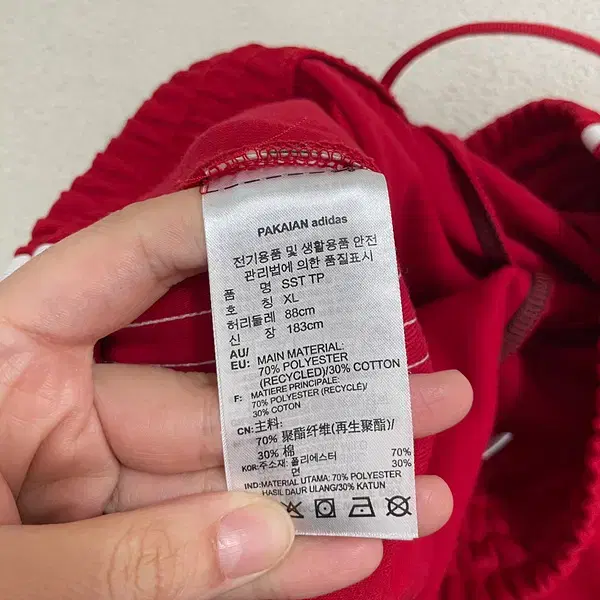 PAKAIAN adidas
전기용품 및 생활용품 안전
관리법에 의한 품질표시
품 명 SST TP
호 칭 XL
허리둘레 88cm
신 장 183cm
AU/
EU: MAIN MATERIAL:
70% POLYESTER
(RECYCLED)/30% COTTON
F: MATIERE PRINCIPALE:
70% POLYESTER (RECYCLÉ)/
30% COTON
CN: 主料:
70% 聚酯纤维(再生聚酯)/
30% 棉
KOR: 주소재: 폴리에스터 70%
면 30%
IND: MATERIAL UTAMA: 70% POLYESTER
HASIL DAUR ULANG/30% KATUN